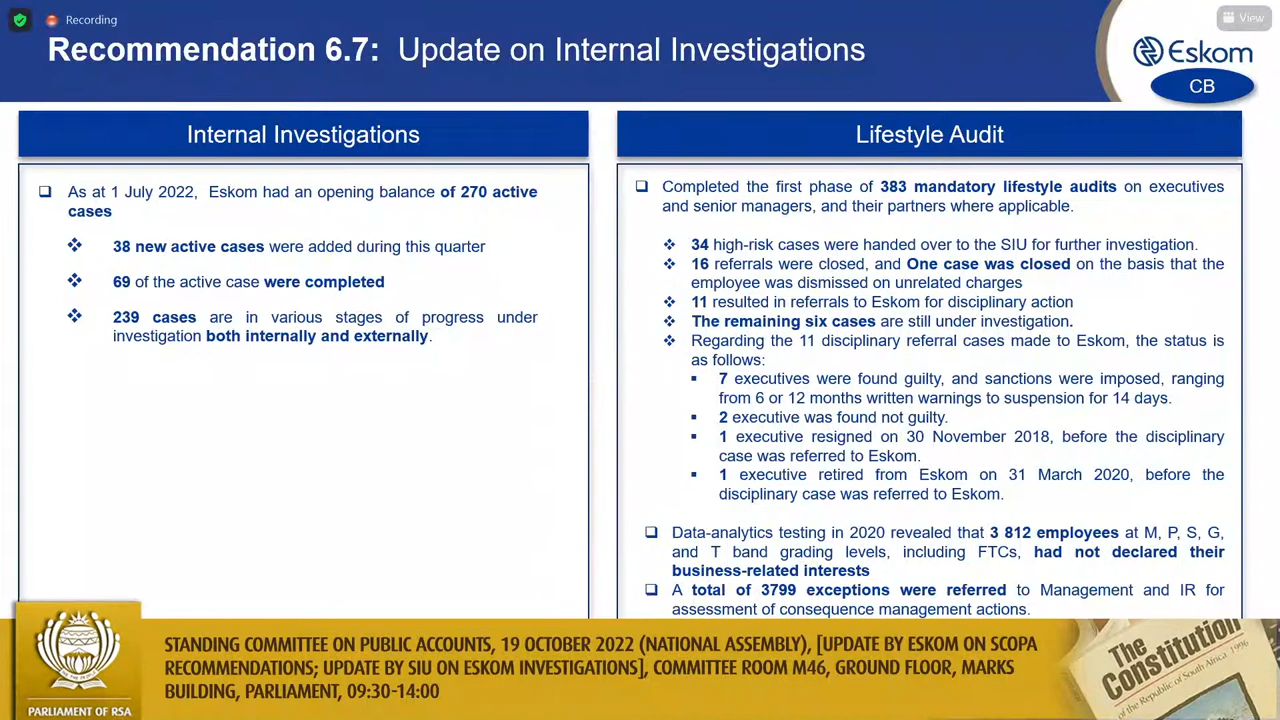 Recording
View
Recommendation 6.7: Update on Internal Investigations
Eskom
CB
Internal Investigations
❑ As at 1 July 2022, Eskom had an opening balance of 270 active
cases
❖ 38 new active cases were added during this quarter
❖ 69 of the active case were completed
❖ 239 cases are in various stages of progress under
investigation both internally and externally.
Lifestyle Audit
❑ Completed the first phase of 383 mandatory lifestyle audits on executives
and senior managers, and their partners where applicable.
❖ 34 high-risk cases were handed over to the SIU for further investigation.
❖ 16 referrals were closed, and One case was closed on the basis that the
employee was dismissed on unrelated charges
❖ 11 resulted in referrals to Eskom for disciplinary action
❖ The remaining six cases are still under investigation.
❖ Regarding the 11 disciplinary referral cases made to Eskom, the status is
as follows:
▪ 7 executives were found guilty, and sanctions were imposed, ranging
from 6 or 12 months written warnings to suspension for 14 days.
▪ 2 executive was found not guilty.
▪ 1 executive resigned on 30 November 2018, before the disciplinary
case was referred to Eskom.
▪ 1 executive retired from Eskom on 31 March 2020, before the
disciplinary case was referred to Eskom.
❑ Data-analytics testing in 2020 revealed that 3 812 employees at M, P, S, G,
and T band grading levels, including FTCs, had not declared their
business-related interests
❑ A total of 3799 exceptions were referred to Management and IR for
assessment of consequence management actions.
STANDING COMMITTEE ON PUBLIC ACCOUNTS, 19 OCTOBER 2022 (NATIONAL ASSEMBLY), [UPDATE BY ESKOM ON SCOPA
RECOMMENDATIONS; UPDATE BY SIU ON ESKOM INVESTIGATIONS], COMMITTEE ROOM M46, GROUND FLOOR, MARKS
BUILDING, PARLIAMENT, 09:30-14:00
PARLIAMENT OF RSA
The
Constitution
of the Republic of South Africa, 1996